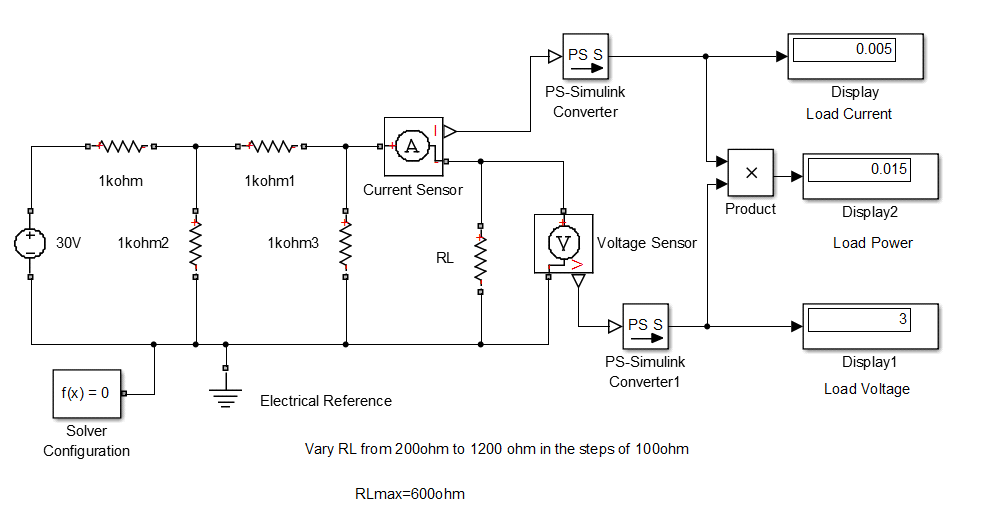 PS S
PS-Simulink
Converter
0.005
Display
Load Current
1kohm
1kohm1
I
A
Current Sensor
×
Product
0.015
Display2
Load Power
30V
1kohm2
1kohm3
RL
V
Voltage Sensor
V
PS S
PS-Simulink
Converter1
3
Display1
Load Voltage
f(x) = 0
Solver
Configuration
Electrical Reference
Vary RL from 200ohm to 1200 ohm in the steps of 100ohm
RLmax=600ohm